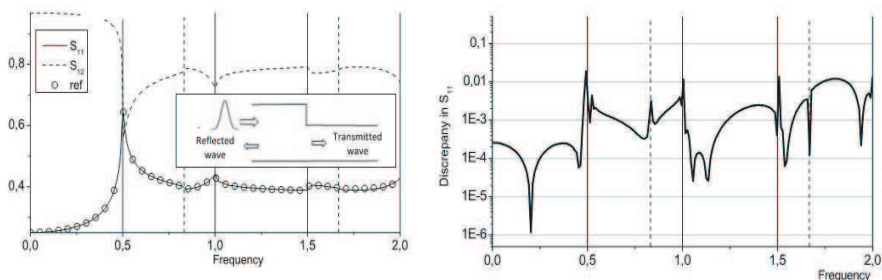 0,8
0,6
0,4
S11
S12
ref
Reflected
wave
Transmitted
wave
0,0 0,5 1,0 1,5 2,0
Frequency
Discrepany in S11
0,1
0,01
1E-3
1E-4
1E-5
1E-6
0,0 0,5 1,0 1,5 2,0
Frequency